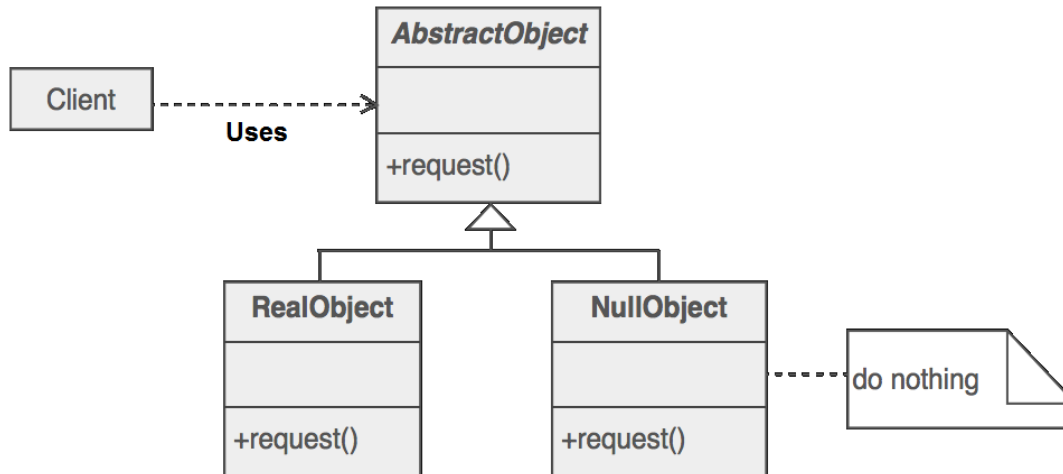 AbstractObject
Client
Uses
+request()
RealObject
NullObject
do nothing
+request()
+request()